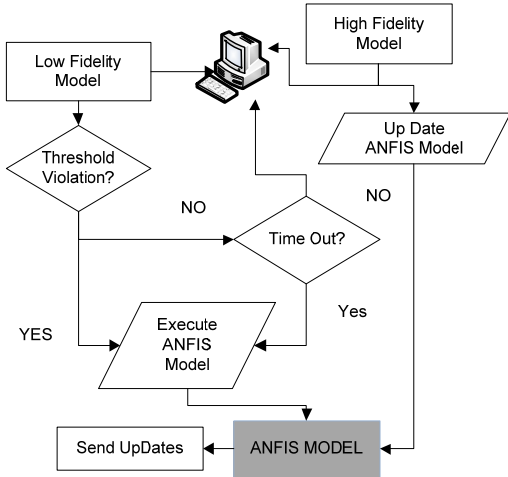 High Fidelity
Model
Low Fidelity
Model
Up Date
ANFIS Model
Threshold
Violation?
NO
NO
Time Out?
Yes
YES
Execute
ANFIS
Model
Send UpDates
ANFIS MODEL